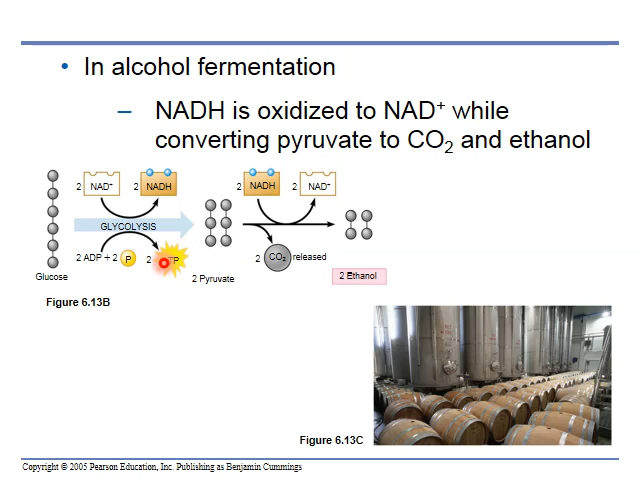 • In alcohol fermentation
– NADH is oxidized to NAD⁺ while
converting pyruvate to CO₂ and ethanol
2 NAD⁺ 2 NADH 2 NADH 2 NAD⁺
GLYCOLYSIS
2 ADP + 2 P 2 TP 2 CO₂ released
Glucose 2 Pyruvate 2 Ethanol
Figure 6.13B
Figure 6.13C
Copyright © 2005 Pearson Education, Inc. Publishing as Benjamin Cummings